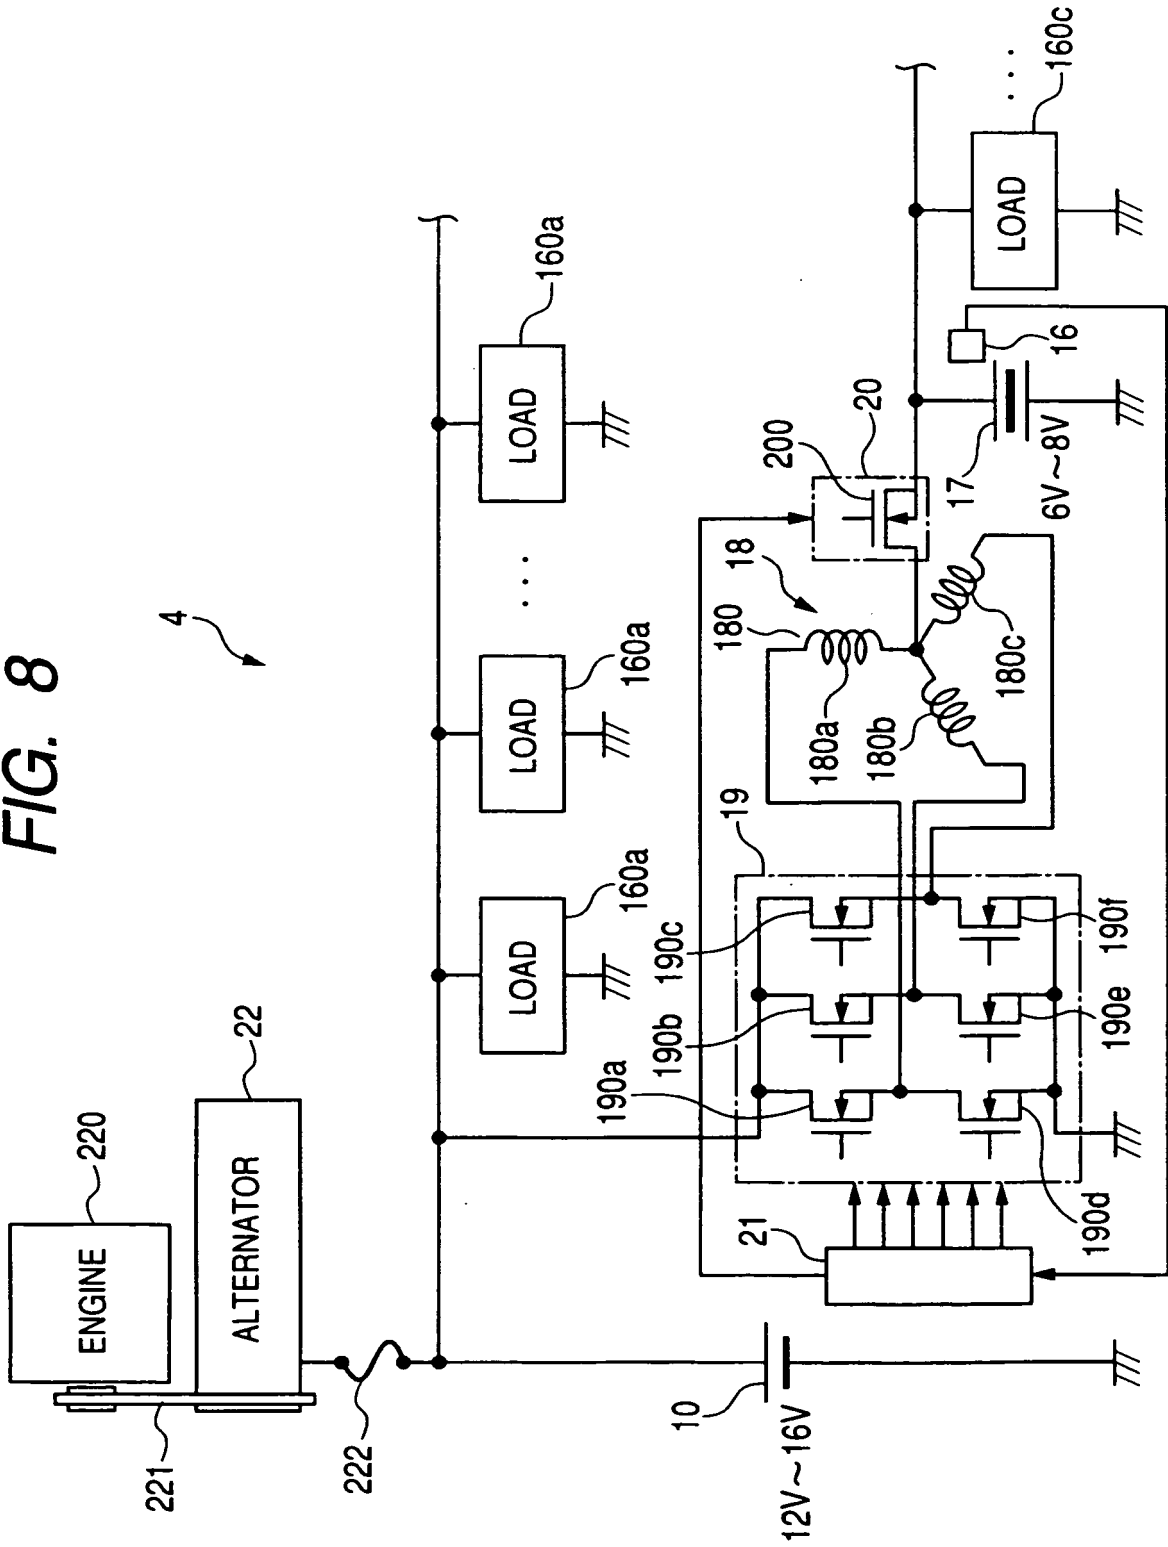 FIG. 8
4
ENGINE
220
ALTERNATOR
22
221
222
LOAD
160a
LOAD
160a
. . .
LOAD
160a
10
12V~16V
21
19
190a
190b
190c
190d
190e
190f
18
180
180a
180b
180c
20
200
17
6V~8V
16
LOAD
160c
. . .